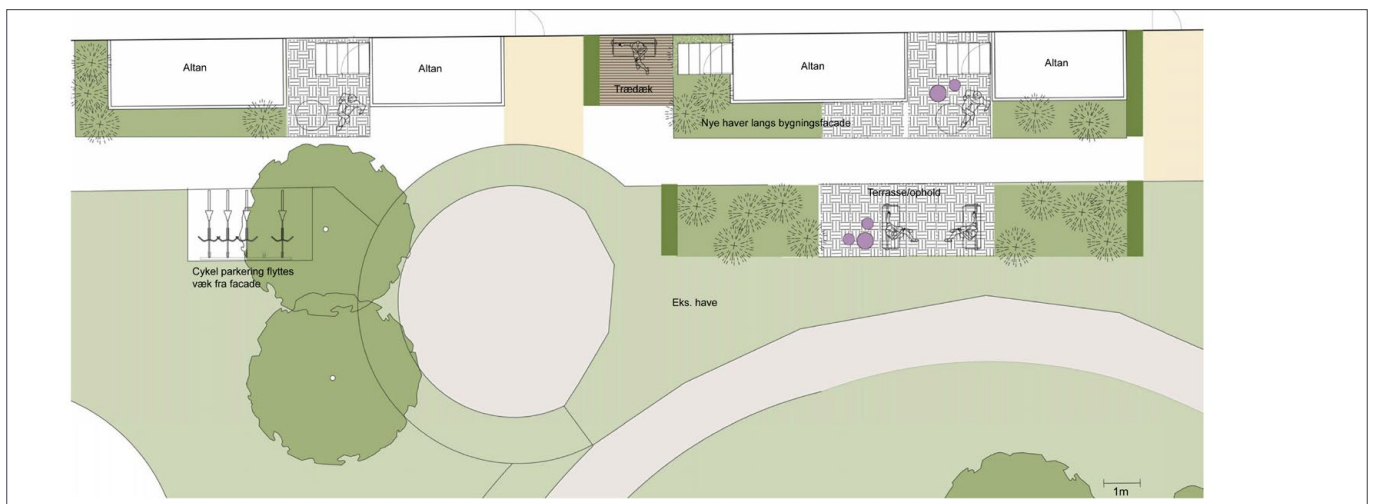 Altan
Altan
Trædæk
Altan
Altan
Nye haver langs bygningsfacade
Terrasse/ophold
Cykel parkering flyttes
væk fra facade
Eks. have
1m